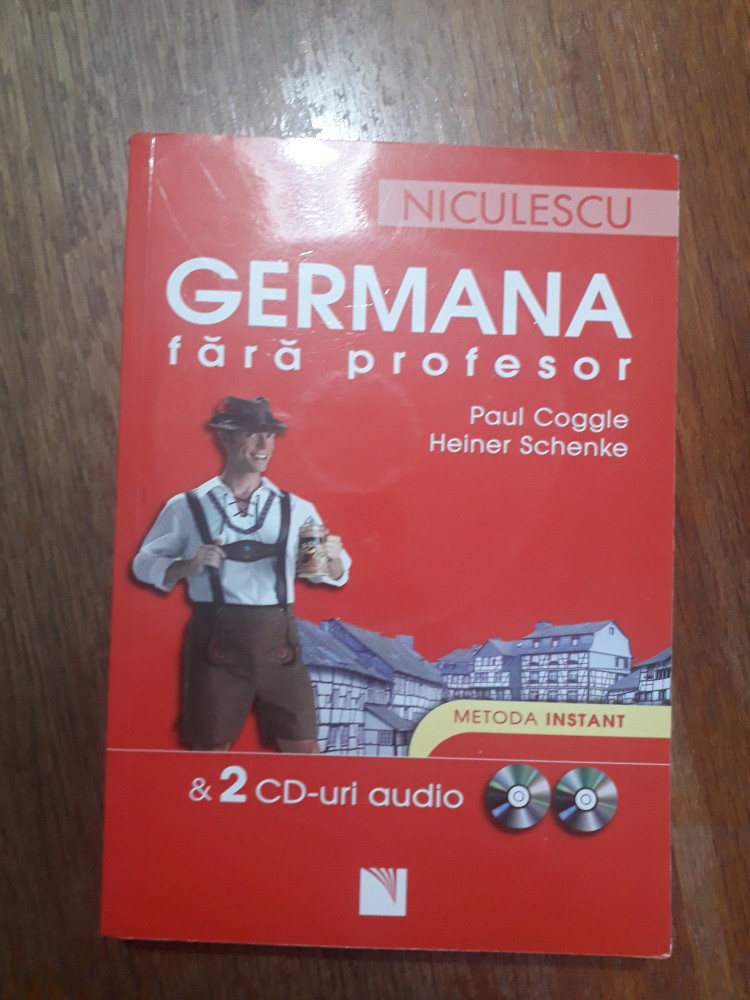 NICULESCU
GERMANA
fără profesor
Paul Coggle
Heiner Schenke
METODA INSTANT
& 2 CD-uri audio